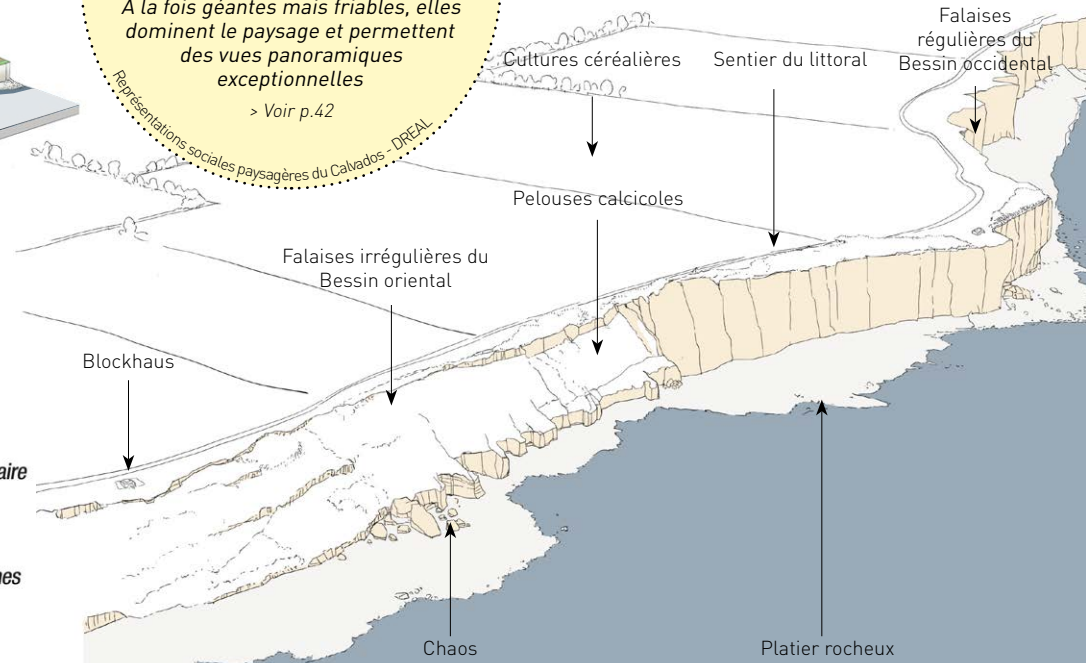 A la fois géantes mais friables, elles
dominent le paysage et permettent
des vues panoramiques
exceptionnelles
> Voir p.42
Représentations sociales paysagères du Calvados - DREAL
Cultures céréalières
Sentier du littoral
Falaises
régulières du
Bessin occidental
Pelouses calcicoles
Falaises irrégulières du
Bessin oriental
Blockhaus
aire
nes
Chaos
Platier rocheux